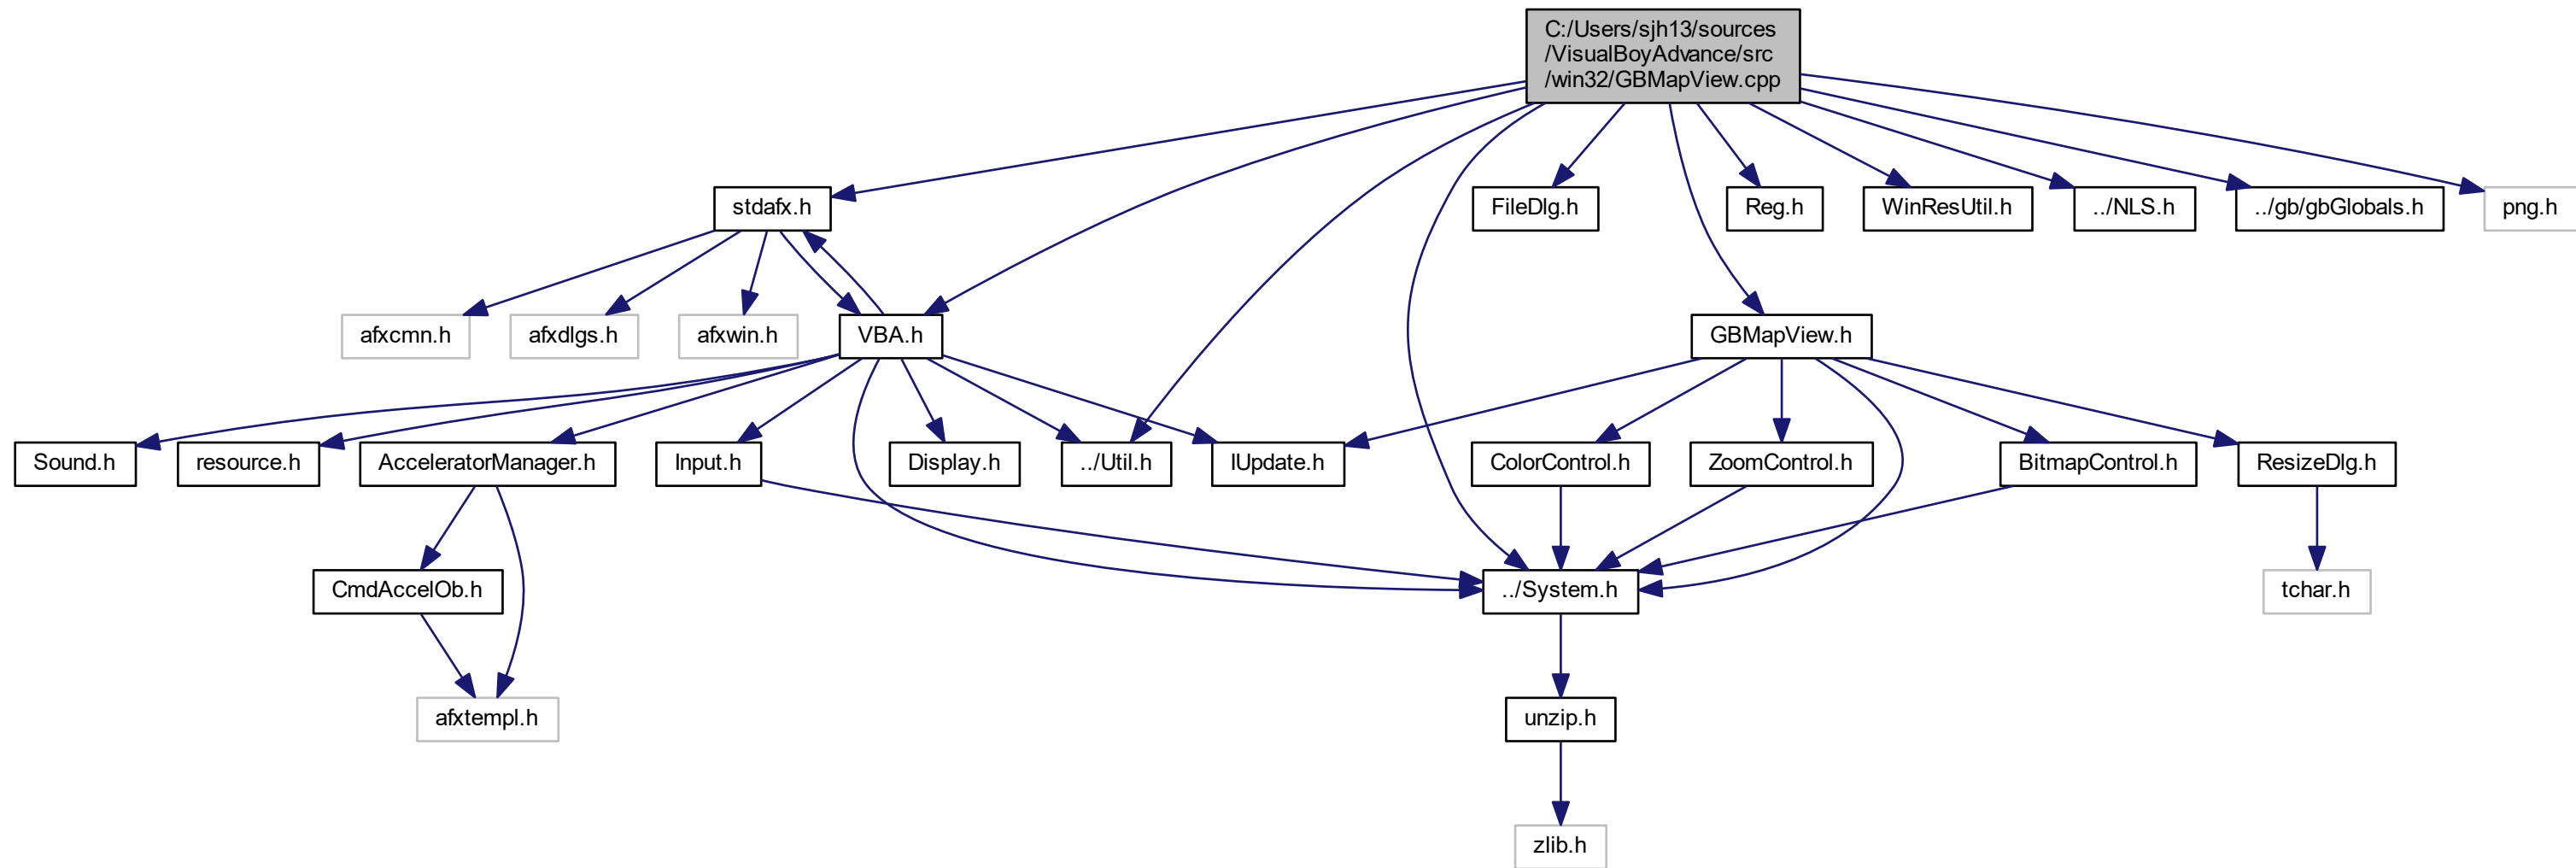 C:/Users/sjh13/sources
/VisualBoyAdvance/src
/win32/GBMapView.cpp
stdafx.h
FileDlg.h
Reg.h
WinResUtil.h
../NLS.h
../gb/gbGlobals.h
png.h
afxcmn.h
afxdlgs.h
afxwin.h
VBA.h
GBMapView.h
Sound.h
resource.h
AcceleratorManager.h
Input.h
Display.h
../Util.h
IUpdate.h
ColorControl.h
ZoomControl.h
BitmapControl.h
ResizeDlg.h
CmdAccelOb.h
../System.h
tchar.h
afxtempl.h
unzip.h
zlib.h